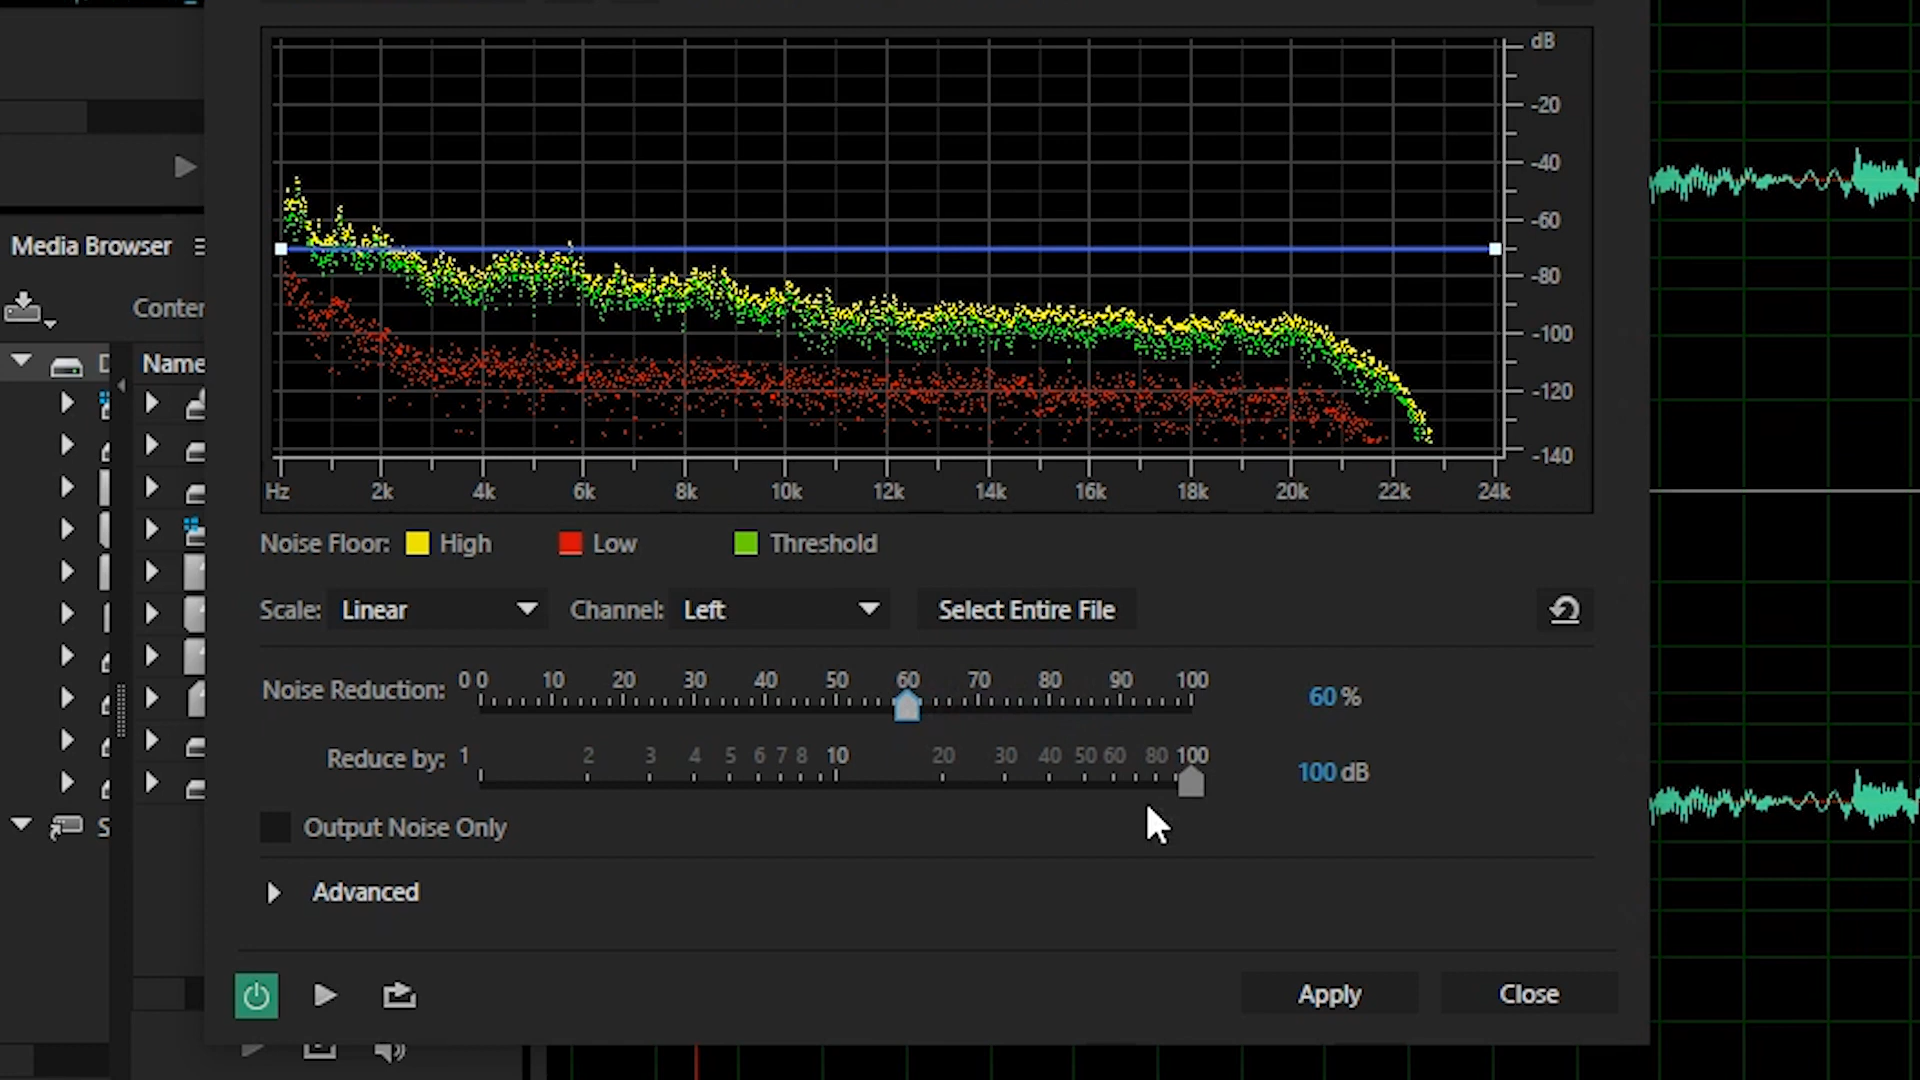 dB
-20
-40
-60
-80
-100
-120
-140
Hz 2k 4k 6k 8k 10k 12k 14k 16k 18k 20k 22k 24k
Noise Floor: High Low Threshold
Scale: Linear Channel: Left Select Entire File
0 0 10 20 30 40 50 60 70 80 90 100
Noise Reduction: 60 %
Reduce by: 1 2 3 4 5 6 7 8 10 20 30 40 50 60 80 100
100 dB
Output Noise Only
Advanced
Apply Close
Media Browser
Conten
D Name
S